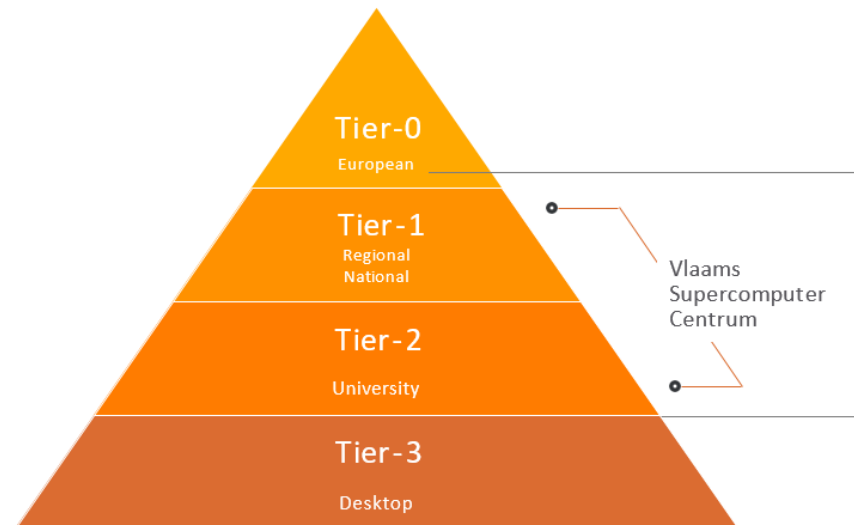 Tier-0
European
Tier-1
Regional
National
Vlaams
Supercomputer
Centrum
Tier-2
University
Tier-3
Desktop